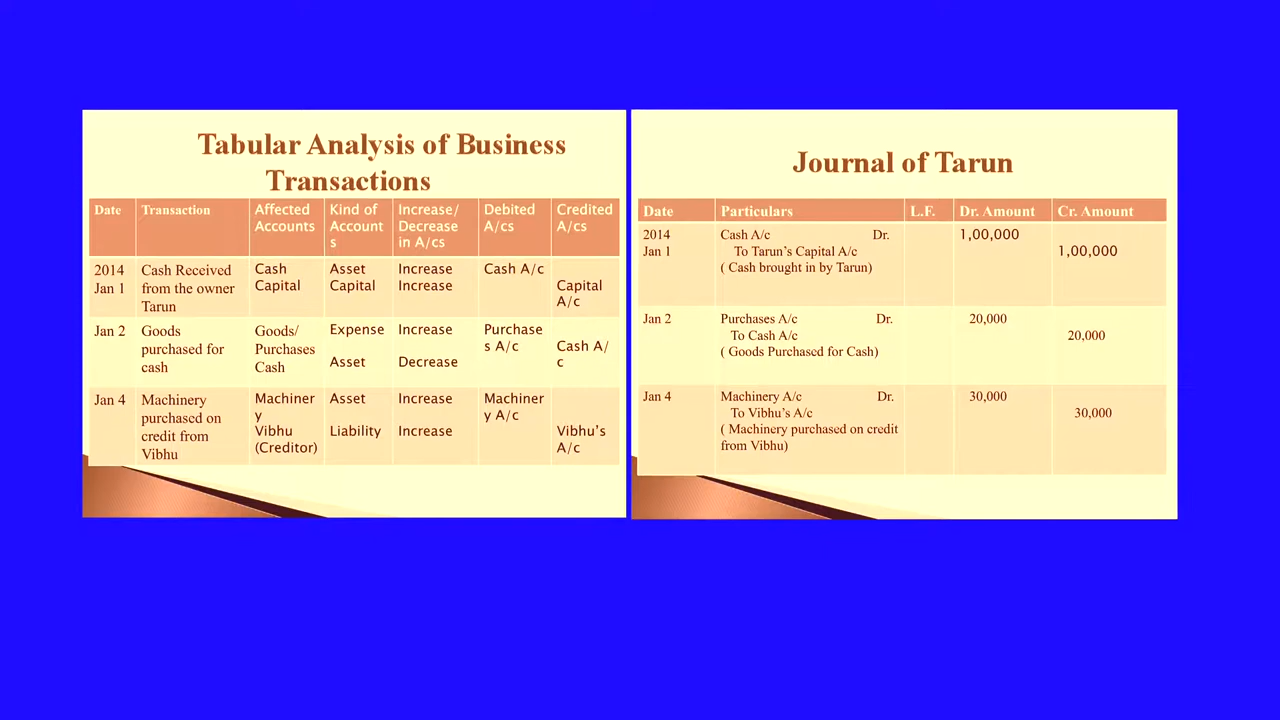 Tabular Analysis of Business
Transactions
Date Transaction Affected Accounts Kind of Account s Increase/ Decrease in A/cs Debited A/cs Credited A/cs
2014 Cash Received Cash Asset Increase Cash A/c
Jan 1 from the owner Capital Capital Increase Capital
Tarun A/c
Jan 2 Goods Goods/ Expense Increase Purchase
purchased for Purchases s A/c Cash A/
cash Cash Asset Decrease c
Jan 4 Machinery Machiner Asset Increase Machiner
purchased on y y A/c
credit from Vibhu Liability Increase Vibhu's
Vibhu (Creditor) A/c
Journal of Tarun
Date Particulars L.F. Dr. Amount Cr. Amount
2014 Cash A/c Dr. 1,00,000
Jan 1 To Tarun's Capital A/c 1,00,000
( Cash brought in by Tarun)
Jan 2 Purchases A/c Dr. 20,000
To Cash A/c 20,000
( Goods Purchased for Cash)
Jan 4 Machinery A/c Dr. 30,000
To Vibhu's A/c 30,000
( Machinery purchased on credit
from Vibhu)